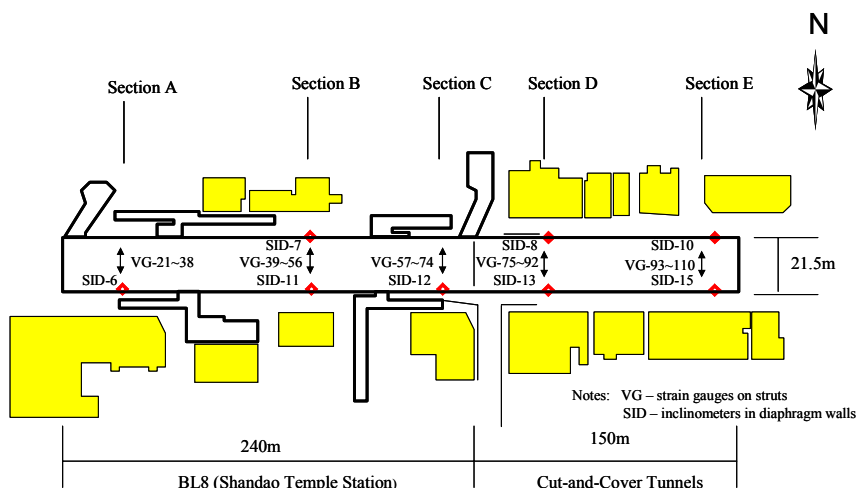 N
Section A
Section B
Section C
Section D
Section E
SID-7
SID-8
SID-10
VG-21~38
VG-39~56
VG-57~74
VG-75~92
VG-93~110
21.5m
SID-6
SID-11
SID-12
SID-13
SID-15
Notes: VG – strain gauges on struts
SID – inclinometers in diaphragm walls
240m
150m
BL8 (Shandao Temple Station)
Cut-and-Cover Tunnels